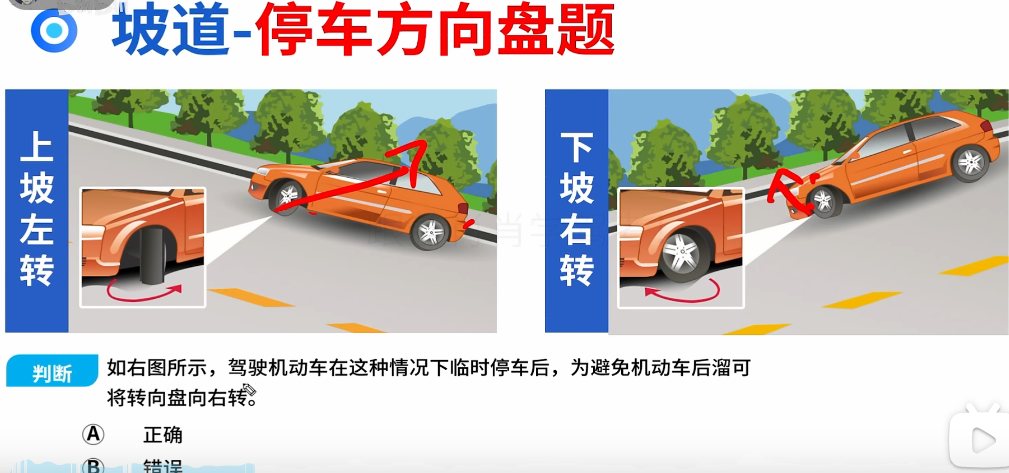 坡道-停车方向盘题
上坡左转
下坡右转
判断
如右图所示，驾驶机动车在这种情况下临时停车后，为避免机动车后溜可
将转向盘向右转。
A 正确
B 错误